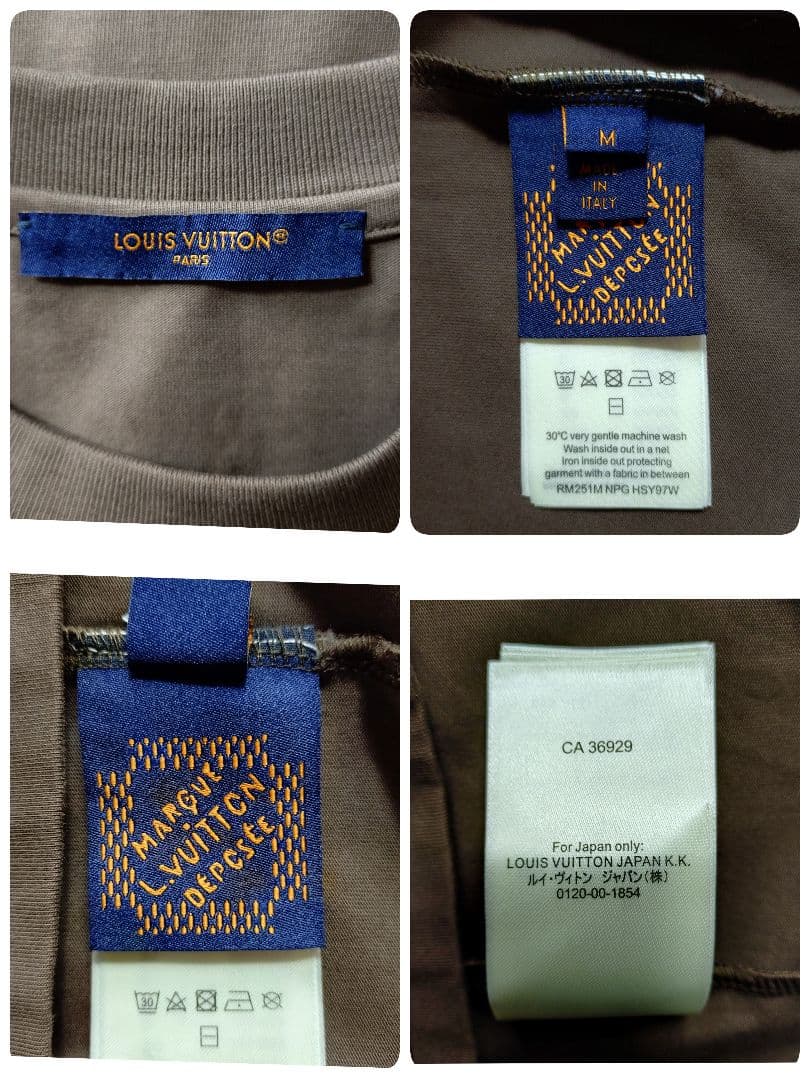 LOUIS VUITTON
PARIS
M
MADE
IN
ITALY
MARQUE
L.VUITTON
DÉPOSÉE
30
30°C very gentle machine wash
Wash inside out in a net
Iron inside out protecting
garment with a fabric in between
RM251M NPG HSY97W
MARQUE
L.VUITTON
DÉPOSÉE
30
CA 36929
For Japan only:
LOUIS VUITTON JAPAN K.K.
ルイ・ヴィトン ジャパン(株)
0120-00-1854